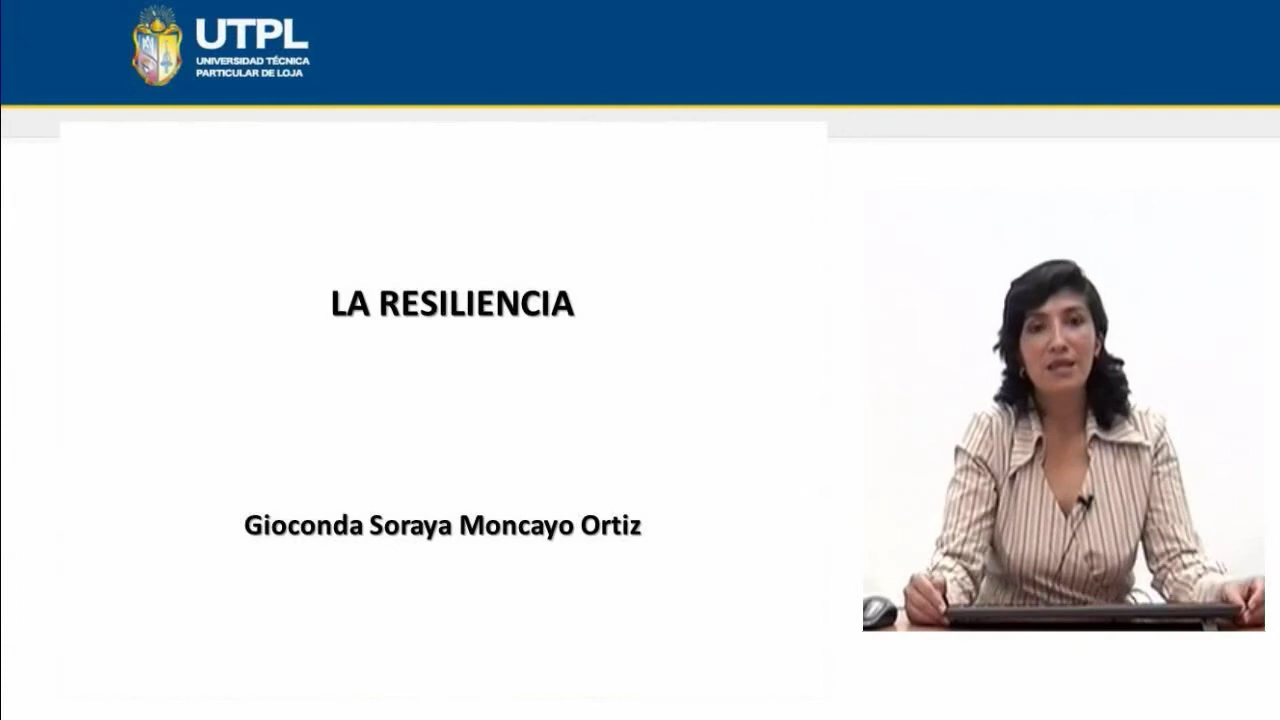 UTPL
UNIVERSIDAD TÉCNICA
PARTICULAR DE LOJA
LA RESILIENCIA
Gioconda Soraya Moncayo Ortiz